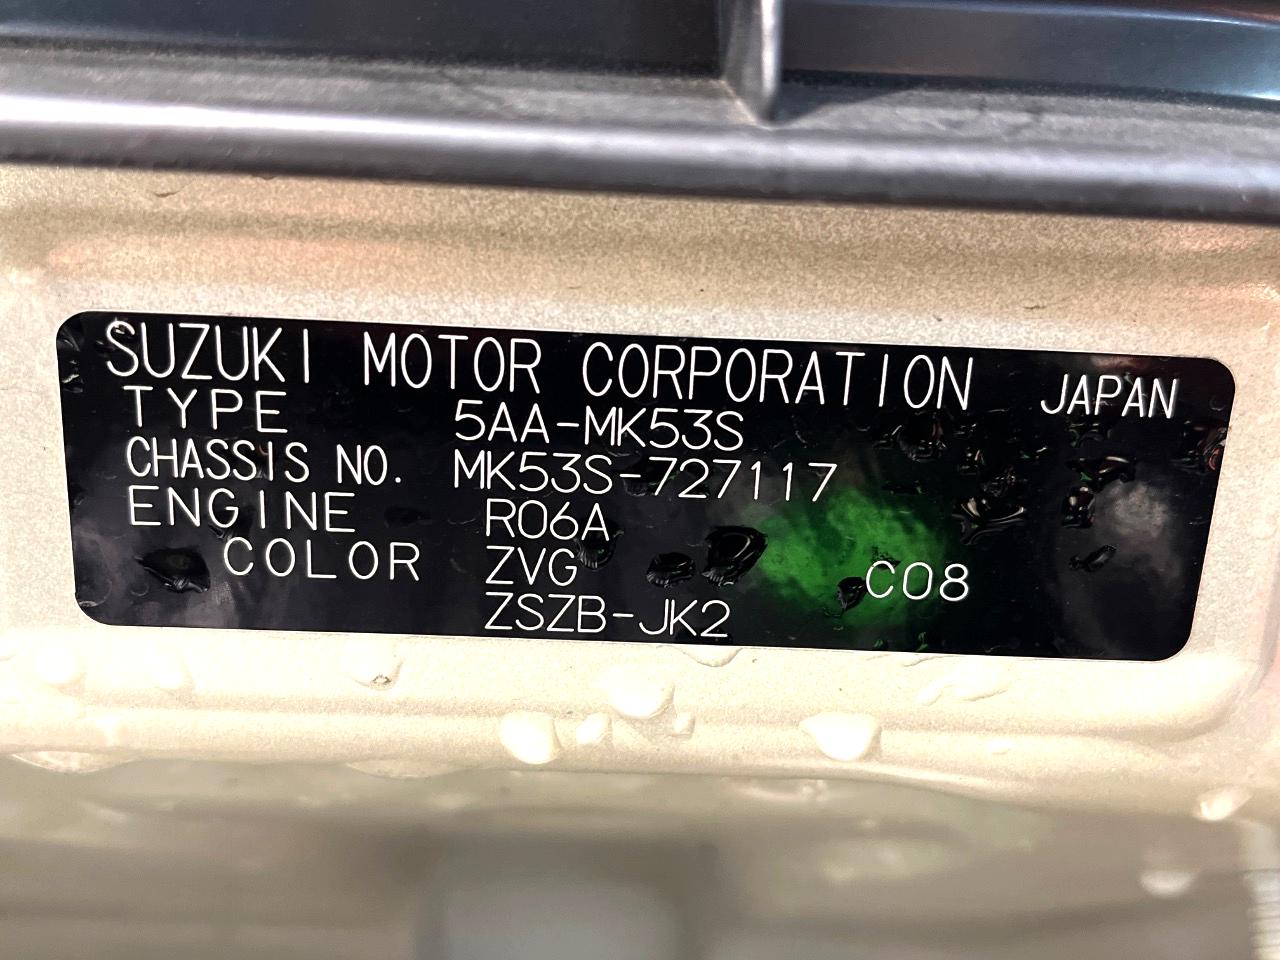 SUZUKI MOTOR CORPORATION JAPAN
TYPE 5AA-MK53S
CHASSIS NO. MK53S-727117
ENGINE R06A
COLOR ZVG C08
ZSZB-JK2